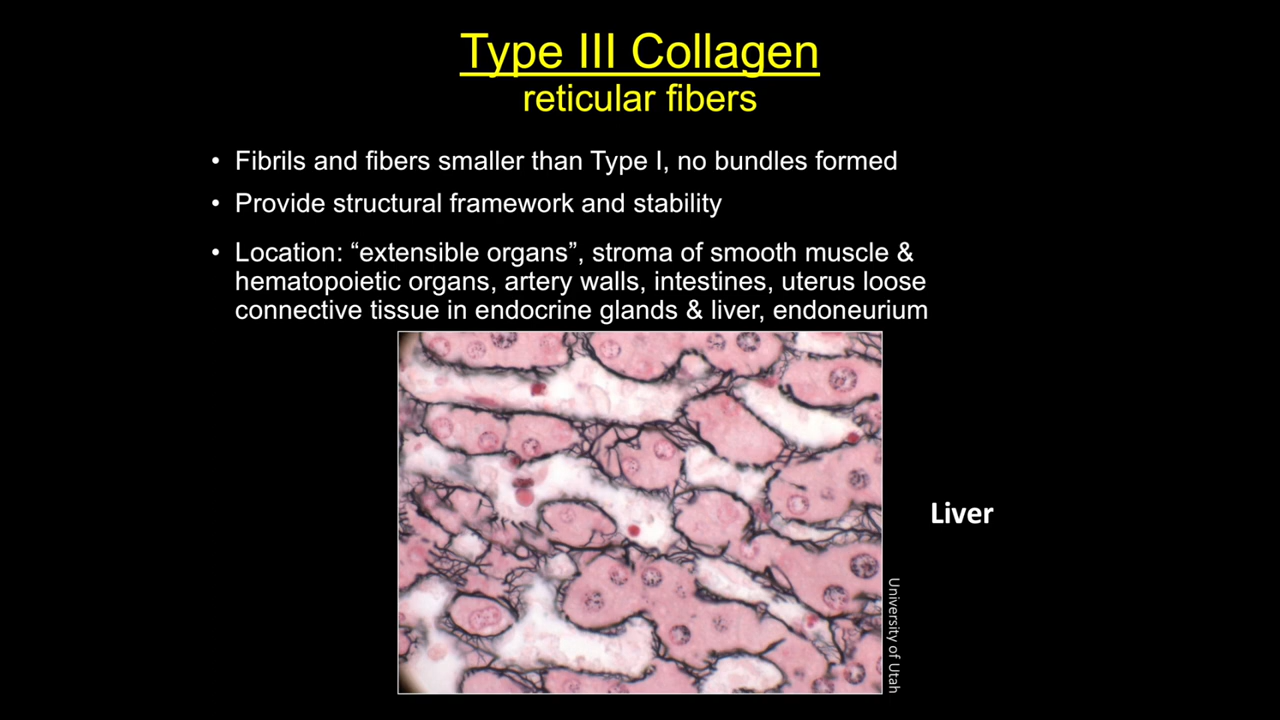 Type III Collagen
reticular fibers
• Fibrils and fibers smaller than Type I, no bundles formed
• Provide structural framework and stability
• Location: “extensible organs”, stroma of smooth muscle &
hematopoietic organs, artery walls, intestines, uterus loose
connective tissue in endocrine glands & liver, endoneurium
Liver
University of Utah